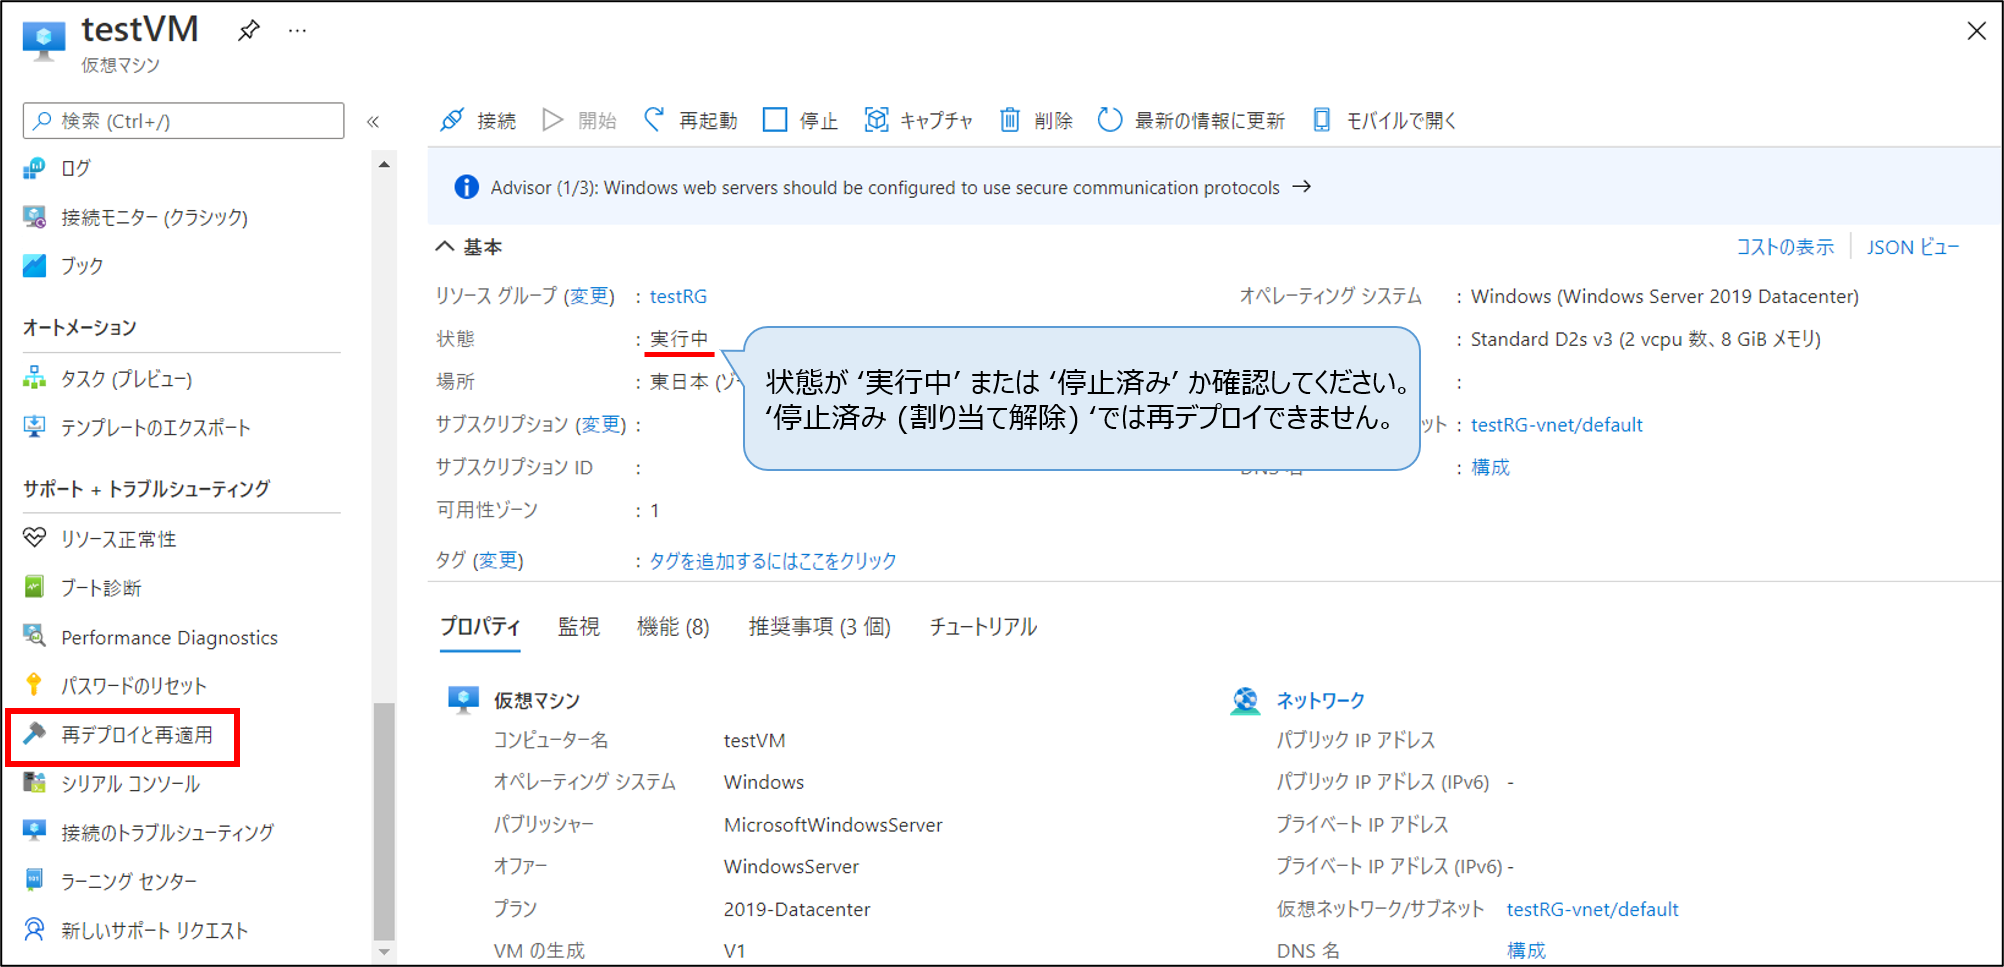 testVM
仮想マシン
検索 (Ctrl+/)
ログ
接続モニター (クラシック)
ブック
オートメーション
タスク (プレビュー)
テンプレートのエクスポート
サポート + トラブルシューティング
リソース正常性
ブート診断
Performance Diagnostics
パスワードのリセット
再デプロイと再適用
シリアル コンソール
接続のトラブルシューティング
ラーニング センター
新しいサポート リクエスト
接続 開始 再起動 停止 キャプチャ 削除 最新の情報に更新 モバイルで開く
Advisor (1/3): Windows web servers should be configured to use secure communication protocols →
基本
コストの表示 JSON ビュー
リソース グループ (変更) : testRG
状態 : 実行中
場所 : 東日本 (ゾ
サブスクリプション (変更) :
サブスクリプション ID :
可用性ゾーン : 1
タグ (変更) : タグを追加するにはここをクリック
オペレーティング システム : Windows (Windows Server 2019 Datacenter)
: Standard D2s v3 (2 vcpu 数、8 GiB メモリ)
:
ット : testRG-vnet/default
DNS 名 : 構成
状態が ‘実行中’ または ‘停止済み’ か確認してください。
‘停止済み (割り当て解除) ‘では再デプロイできません。
プロパティ 監視 機能 (8) 推奨事項 (3 個) チュートリアル
仮想マシン
コンピューター名 testVM
オペレーティング システム Windows
パブリッシャー MicrosoftWindowsServer
オファー WindowsServer
プラン 2019-Datacenter
VM の生成 V1
ネットワーク
パブリック IP アドレス
パブリック IP アドレス (IPv6) -
プライベート IP アドレス
プライベート IP アドレス (IPv6) -
仮想ネットワーク/サブネット testRG-vnet/default
DNS 名 構成